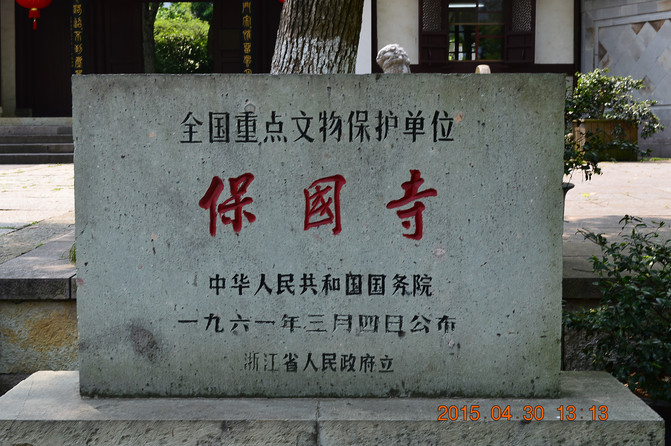 全国重点文物保护单位
保國寺
中华人民共和国国务院
一九六一年三月四日公布
浙江省人民政府立
2015.04.30 13:13